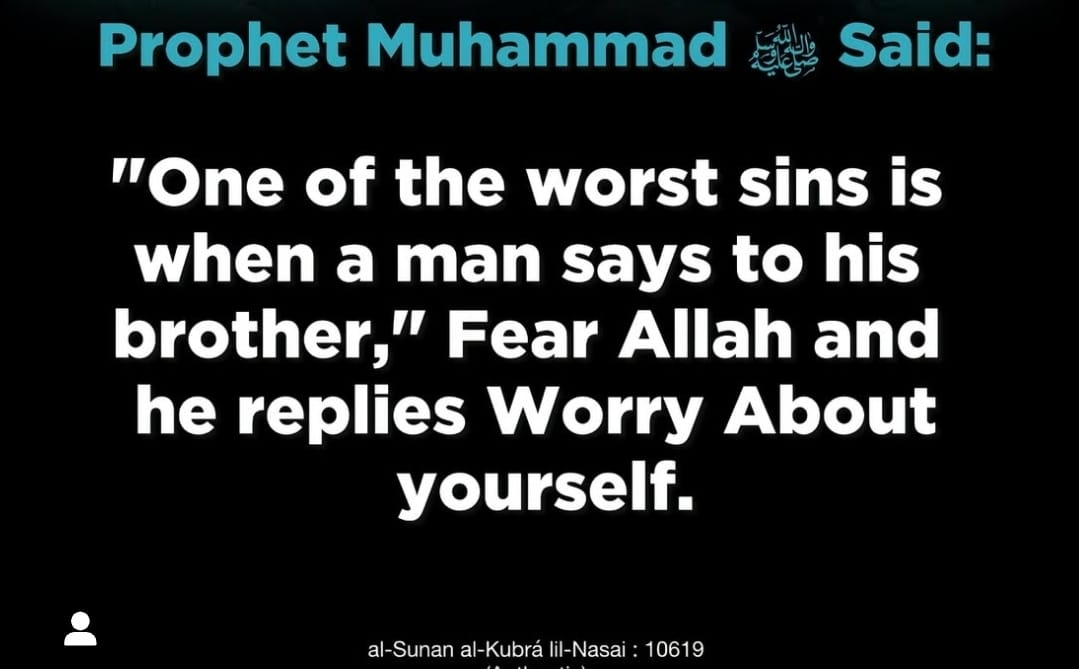 Prophet Muhammad ﷺ Said:
"One of the worst sins is
when a man says to his
brother," Fear Allah and
he replies Worry About
yourself.
al-Sunan al-Kubrá lil-Nasai : 10619